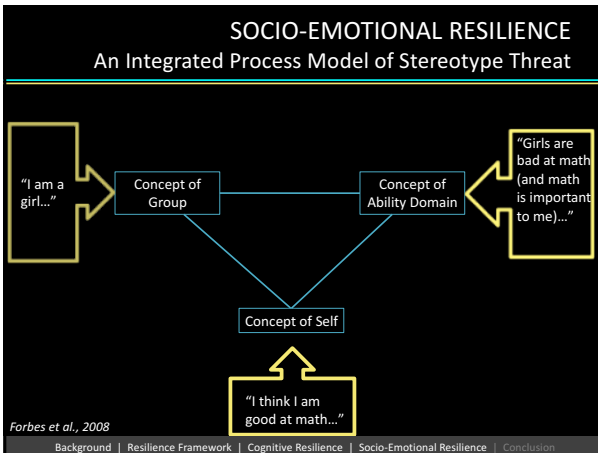 SOCIO-EMOTIONAL RESILIENCE
An Integrated Process Model of Stereotype Threat
“I am a
girl…”
Concept of
Group
Concept of
Ability Domain
“Girls are
bad at math
(and math
is important
to me)…”
Concept of Self
“I think I am
good at math…”
Forbes et al., 2008
Background | Resilience Framework | Cognitive Resilience | Socio-Emotional Resilience | Conclusion